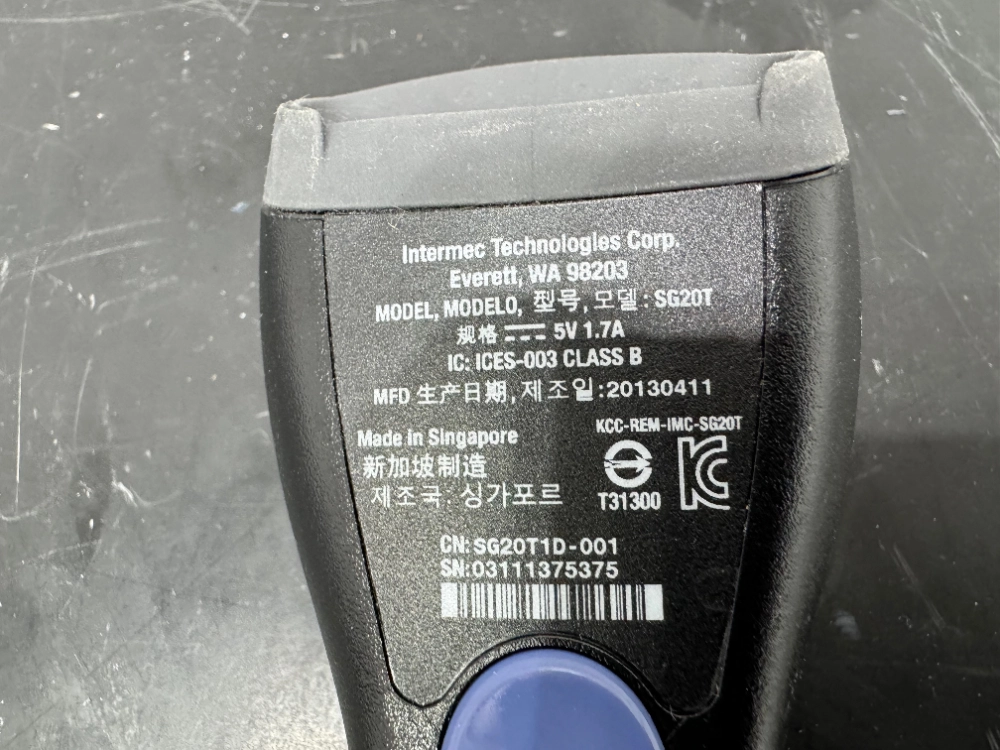 Intermec Technologies Corp.
Everett, WA 98203
MODEL, MODELO, 型号, 모델: SG20T
规格 ⎓ 5V 1.7A
IC: ICES-003 CLASS B
MFD 生产日期, 제조일:20130411
KCC-REM-IMC-SG20T
Made in Singapore
新加坡制造
제조국: 싱가포르
T31300
CN: SG20T1D-001
SN:03111375375